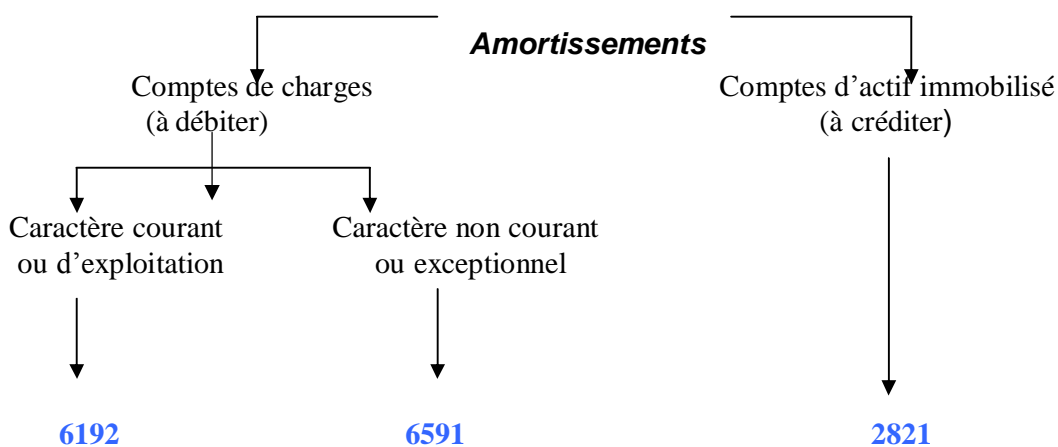 Amortissements
Comptes de charges
(à débiter)
Comptes d'actif immobilisé
(à créditer)
Caractère courant
ou d'exploitation
Caractère non courant
ou exceptionnel
6192
6591
2821